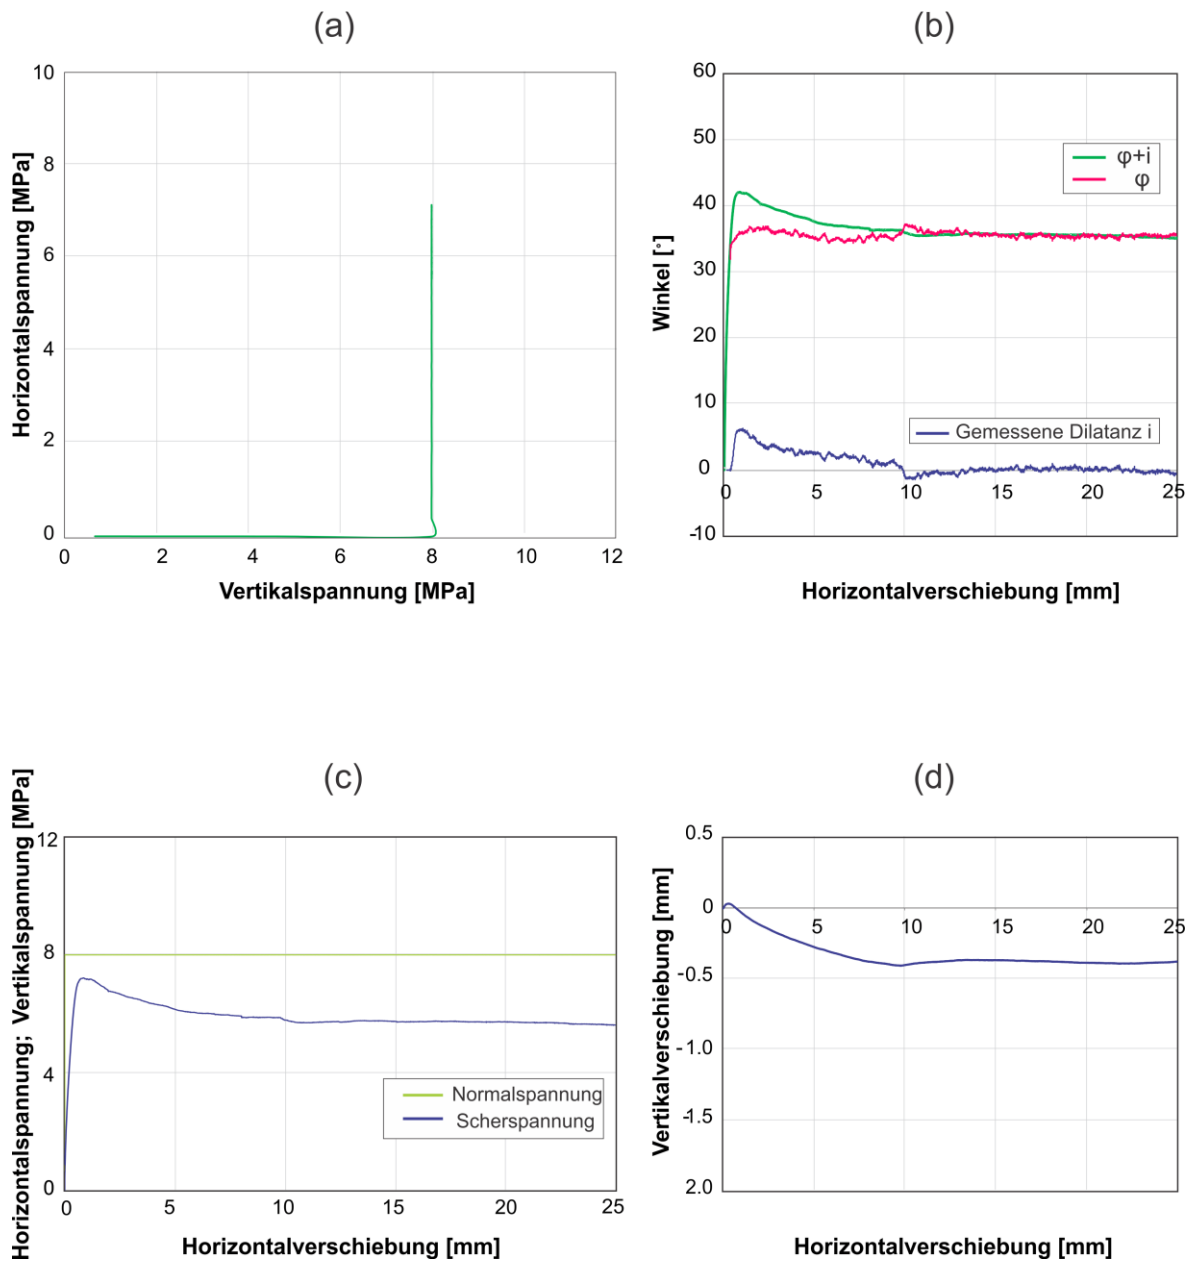 (a)
Horizontalspannung [MPa]
10
8
6
4
2
0
0 2 4 6 8 10 12
Vertikalspannung [MPa]
(b)
Winkel [°]
60
50
40
30
20
10
0
-10
φ+i
φ
Gemessene Dilatanz i
0 5 10 15 20 25
Horizontalverschiebung [mm]
(c)
Horizontalspannung; Vertikalspannung [MPa]
12
8
4
0
Normalspannung
Scherspannung
0 5 10 15 20 25
Horizontalverschiebung [mm]
(d)
Vertikalverschiebung [mm]
0.5
0
-0.5
-1.0
-1.5
2.0
0 5 10 15 20 25
Horizontalverschiebung [mm]